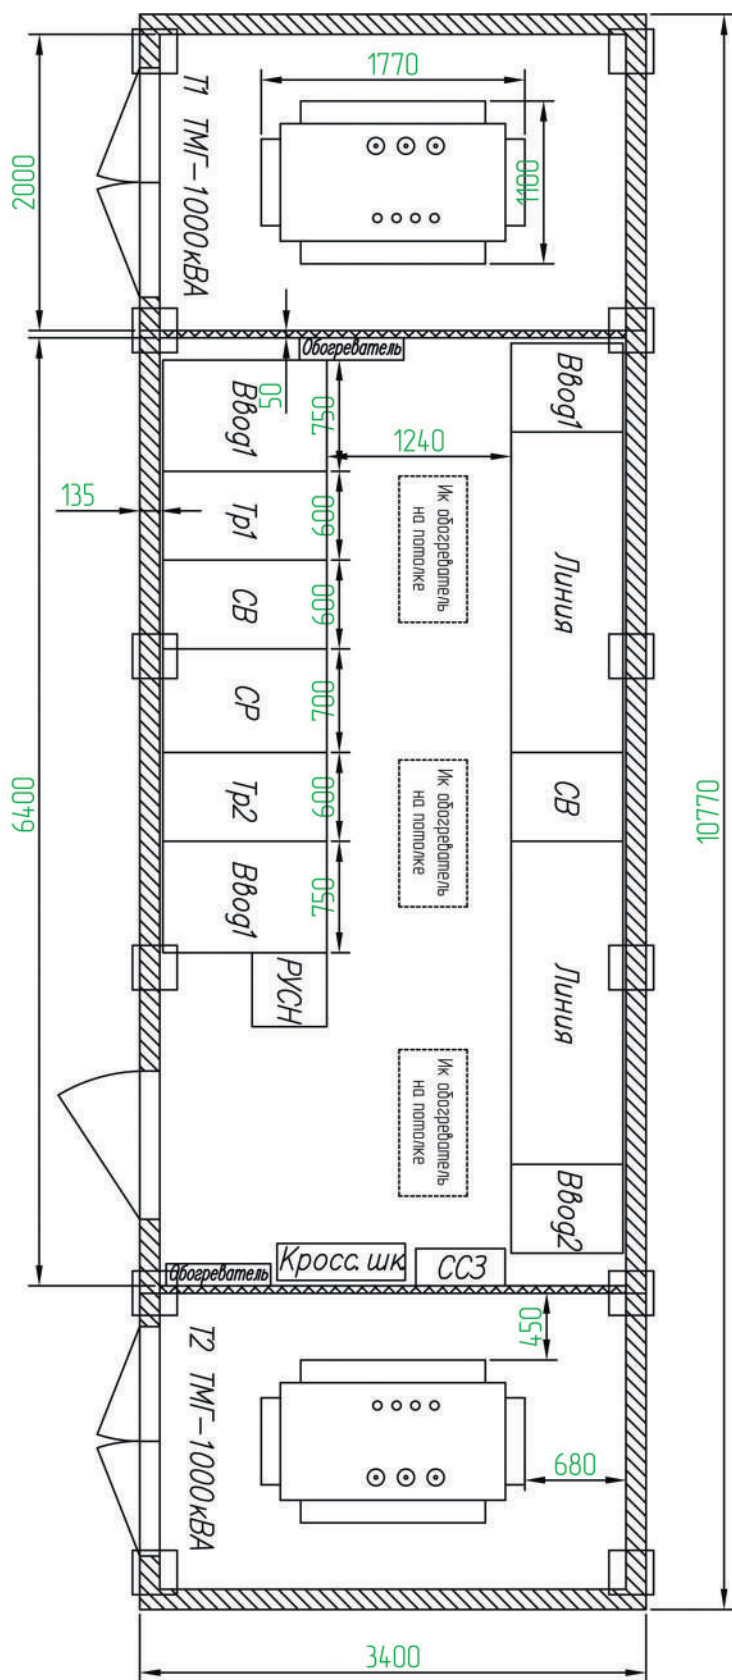 1770
1100
2000
Т1 ТМГ-1000кВА
Обогреватель
50
Ввод1
750
1240
Ввод1
135
Тр1
600
Ик обогреватель
на потолке
Линия
СВ
600
СР
700
6400
Тр2
600
Ик обогреватель
на потолке
СВ
10770
Ввод1
750
РУСН
Линия
Ик обогреватель
на потолке
Ввод2
Обогреватель
Кросс. шк
ССЗ
450
Т2 ТМГ-1000кВА
680
3400